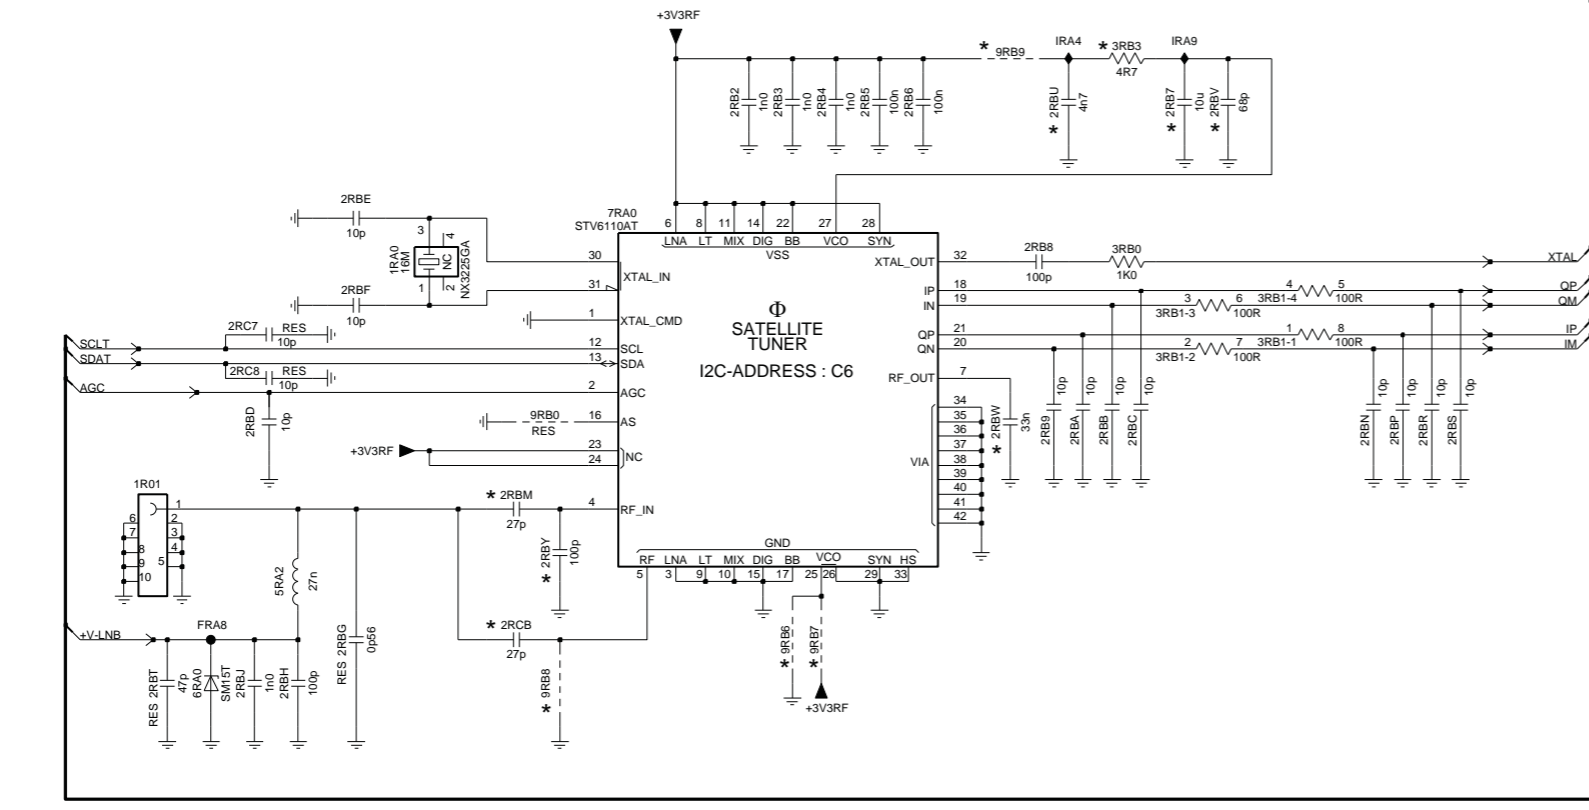 +3V3RF
* 9RB9
IRA4
* 3RB3
4R7
IRA9
2RB2
1n0
2RB3
1n0
2RB4
1n0
2RB5
100n
2RB6
100n
* 2RBU
4n7
* 2RB7
10u
* 2RBV
68p
2RBE
10p
7RA0
STV6110AT
6 8 11 14 22 27 28
LNA LT MIX DIG BB VCO SYN
VSS
3 4
1RA0
16M
NC
NX3225GA
1 2
2RBF
10p
30
31
XTAL_IN
1
XTAL_CMD
2RC7 RES
10p
SCLT
12
SCL
SDAT
13
SDA
2RC8 RES
10p
AGC
2
AGC
2RBD
10p
9RB0
RES
16
AS
+3V3RF
23
24
NC
Φ
SATELLITE
TUNER
I2C-ADDRESS : C6
XTAL_OUT
32
2RB8
100p
3RB0
1K0
XTAL
IP
18
4 5
3RB1-4 100R
QP
IN
19
3 6
3RB1-3 100R
QM
QP
21
1 8
3RB1-1 100R
IP
QN
20
2 7
3RB1-2 100R
IM
RF_OUT
7
* 2RBW
33n
2RB9
10p
2RBA
10p
2RBB
10p
2RBC
10p
2RBN
10p
2RBP
10p
2RBR
10p
2RBS
10p
VIA
34
35
36
37
38
39
40
41
42
1R01
1
6 2
7 3
8 4
9 5
10
* 2RBM
27p
4
RF_IN
* 2RBY
100p
GND
RF LNA LT MIX DIG BB VCO SYN HS
5 3 9 10 15 17 25 26 29 33
5RA2
27n
+V-LNB
FRA8
RES 2RBT
47p
6RA0
SM15T
2RBJ
1n0
2RBH
100p
RES 2RBG
0p56
* 2RCB
27p
* 9RB8
* 9RB6
* 9RB7
+3V3RF